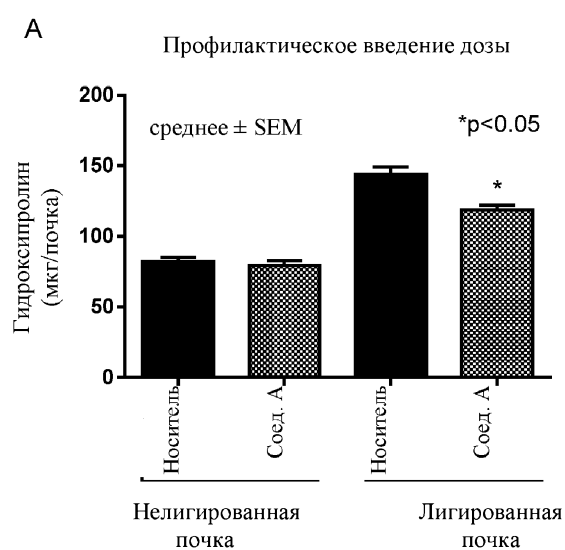 A
Профилактическое введение дозы
среднее ± SEM
*p<0.05
*
Гидроксипролин
(мкг/почка)
200
150
100
50
0
Носитель
Соед. А
Носитель
Соед. А
Нелигированная
почка
Лигированная
почка